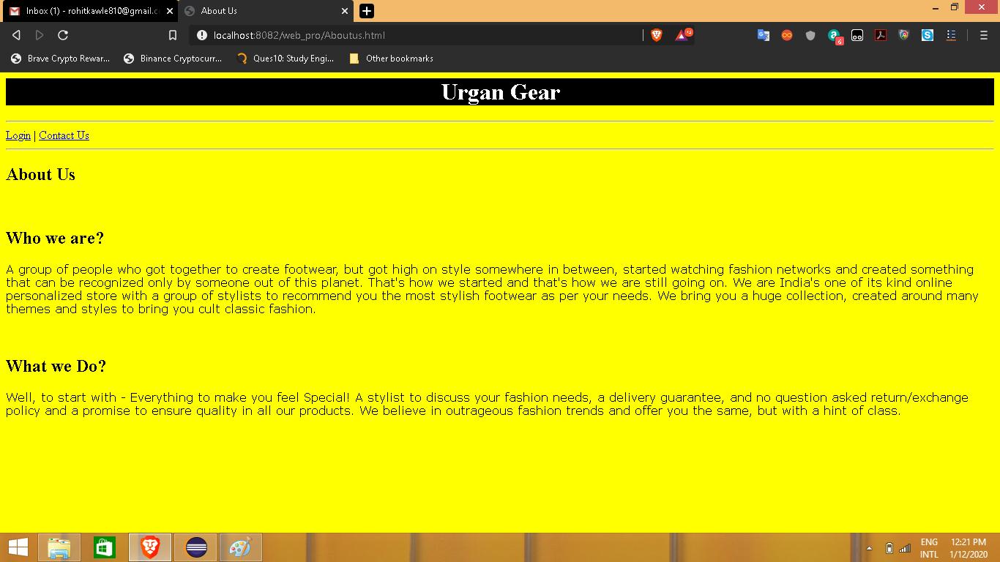 Inbox (1) - rohitkawle810@gmail.c
About Us
localhost:8082/web_pro/Aboutus.html
Brave Crypto Rewar... Binance Cryptocurr... Ques10: Study Engi... Other bookmarks
Urgan Gear
Login | Contact Us
About Us
Who we are?
A group of people who got together to create footwear, but got high on style somewhere in between, started watching fashion networks and created something
that can be recognized only by someone out of this planet. That's how we started and that's how we are still going on. We are India's one of its kind online
personalized store with a group of stylists to recommend you the most stylish footwear as per your needs. We bring you a huge collection, created around many
themes and styles to bring you cult classic fashion.
What we Do?
Well, to start with - Everything to make you feel Special! A stylist to discuss your fashion needs, a delivery guarantee, and no question asked return/exchange
policy and a promise to ensure quality in all our products. We believe in outrageous fashion trends and offer you the same, but with a hint of class.
ENG 12:21 PM
INTL 1/12/2020